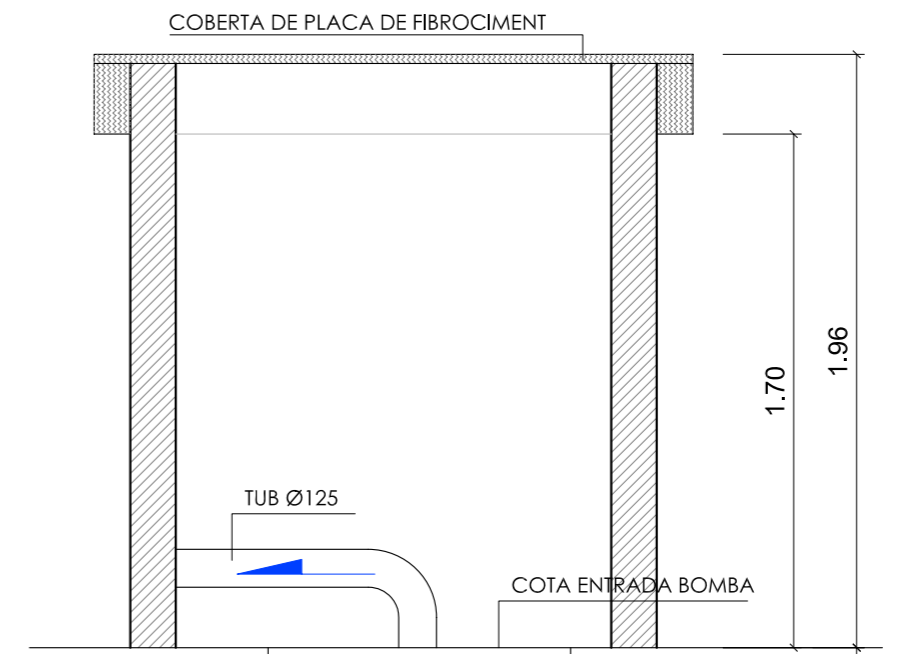 COBERTA DE PLACA DE FIBROCIMENT
1.96
1.70
TUB Ø125
COTA ENTRADA BOMBA